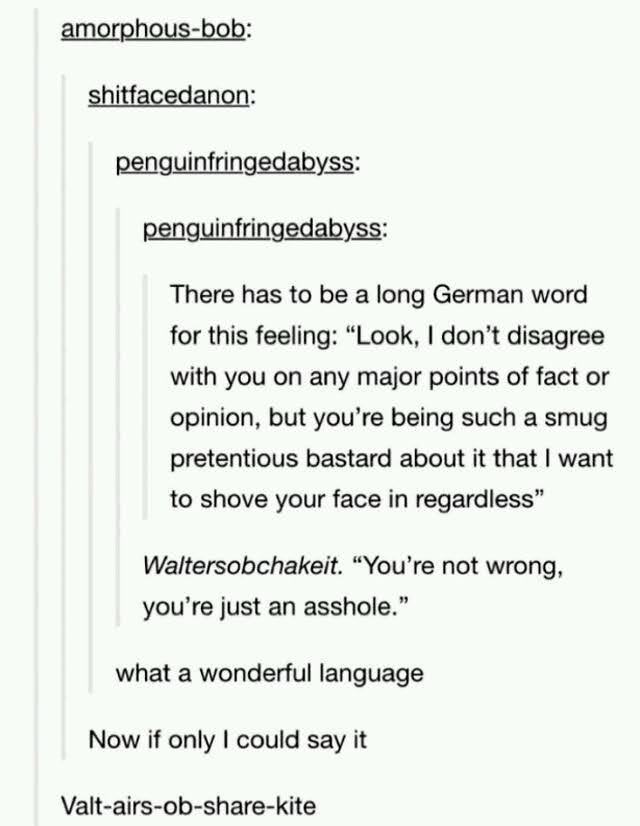 amorphous-bob:
shitfacedanon:
penguinfringedabyss:
penguinfringedabyss:
There has to be a long German word
for this feeling: “Look, I don’t disagree
with you on any major points of fact or
opinion, but you’re being such a smug
pretentious bastard about it that I want
to shove your face in regardless”
Waltersobchakeit. “You’re not wrong,
you’re just an asshole.”
what a wonderful language
Now if only I could say it
Valt-airs-ob-share-kite